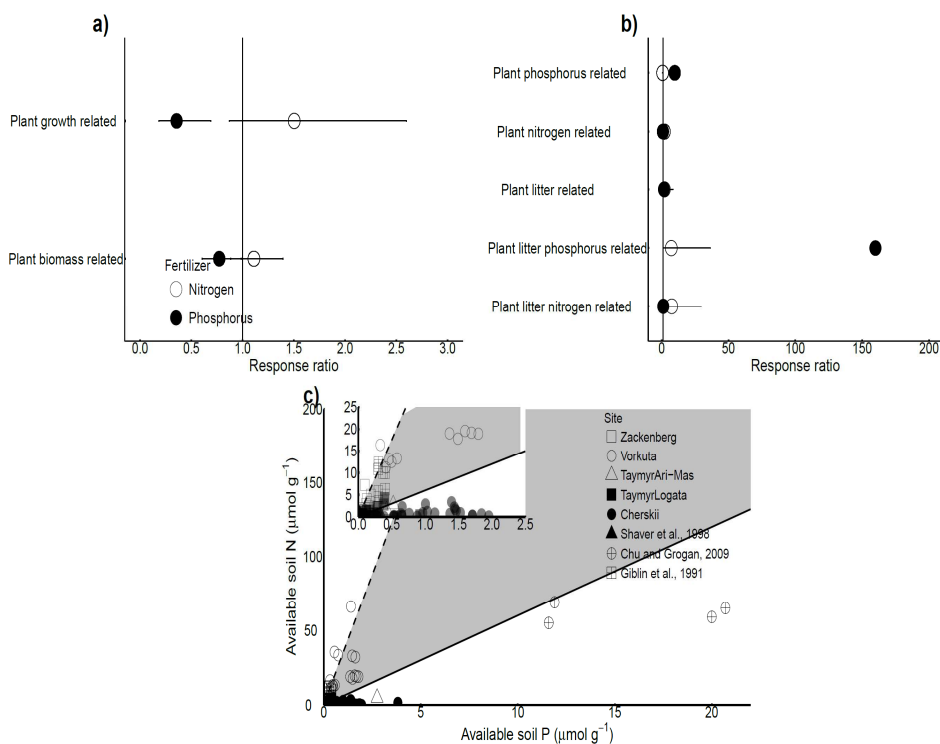 a)
Plant growth related
Plant biomass related
Fertilizer
Nitrogen
Phosphorus
0.0 0.5 1.0 1.5 2.0 2.5 3.0
Response ratio
b)
Plant phosphorus related
Plant nitrogen related
Plant litter related
Plant litter phosphorus related
Plant litter nitrogen related
0 50 100 150 200
Response ratio
c)
200
150
100
50
0
Available soil N (μmol g⁻¹)
25
20
15
10
5
0
0.0 0.5 1.0 1.5 2.0 2.5
Site
Zackenberg
Vorkuta
TaymyrAri−Mas
TaymyrLogata
Cherskii
Shaver et al., 1998
Chu and Grogan, 2009
Giblin et al., 1991
0 5 10 15 20
Available soil P (μmol g⁻¹)